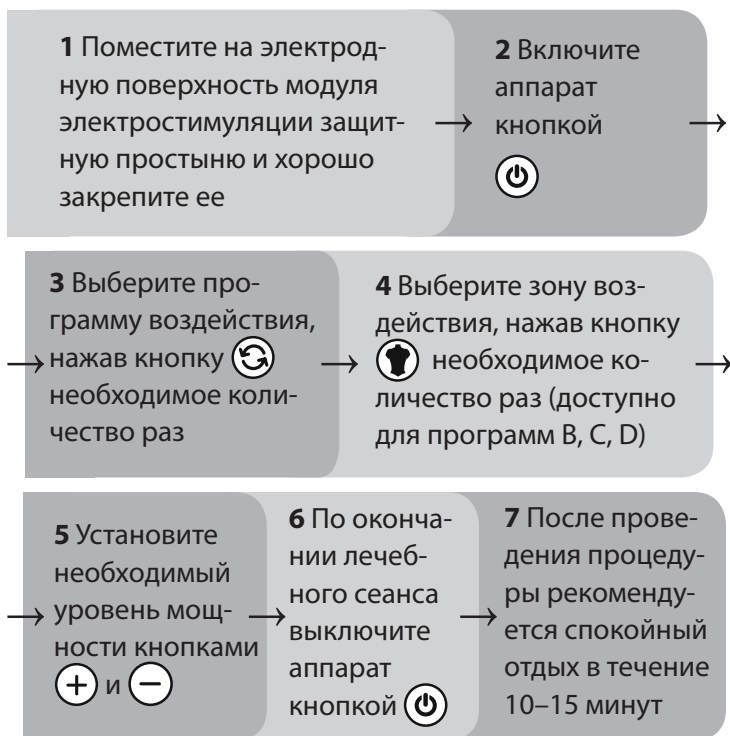 1 Поместите на электрод-
ную поверхность модуля
электростимуляции защит-
ную простыню и хорошо
закрепите ее
2 Включите
аппарат
кнопкой
3 Выберите про-
грамму воздействия,
нажав кнопку
необходимое коли-
чество раз
4 Выберите зону воз-
действия, нажав кнопку
необходимое ко-
личество раз (доступно
для программ B, C, D)
5 Установите
необходимый
уровень мощ-
ности кнопками
+ и −
6 По оконча-
нии лечеб-
ного сеанса
выключите
аппарат
кнопкой
7 После прове-
дения процеду-
ры рекоменду-
ется спокойный
отдых в течение
10–15 минут